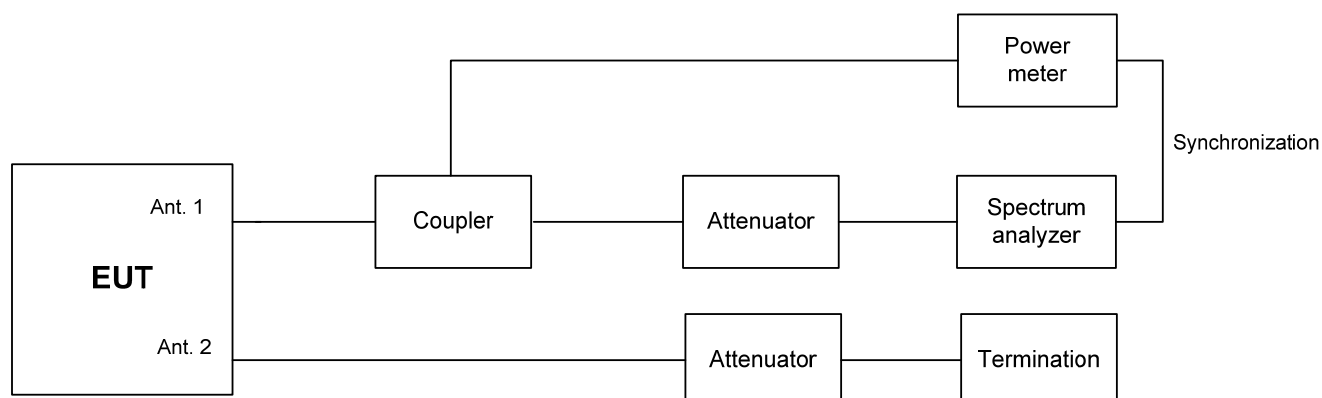 Power
meter
Synchronization
Ant. 1
Coupler
Attenuator
Spectrum
analyzer
EUT
Ant. 2
Attenuator
Termination